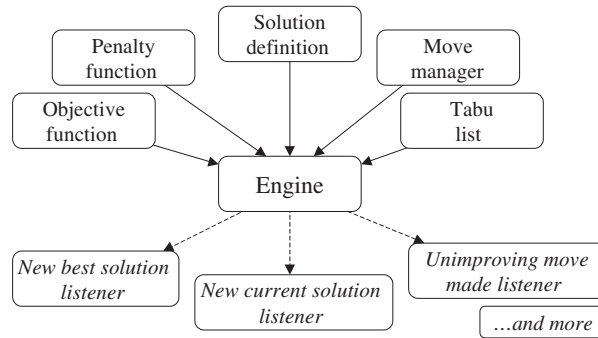 Solution
definition
Penalty
function
Move
manager
Objective
function
Tabu
list
Engine
New best solution
listener
New current solution
listener
Unimproving move
made listener
...and more